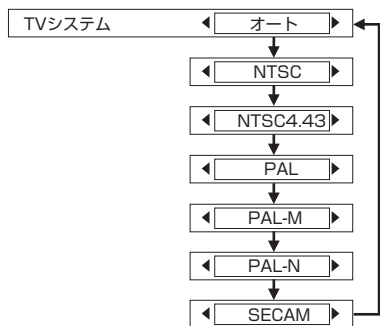 TVシステム ◀ オート ▶
◀ NTSC ▶
◀ NTSC4.43 ▶
◀ PAL ▶
◀ PAL-M ▶
◀ PAL-N ▶
◀ SECAM ▶